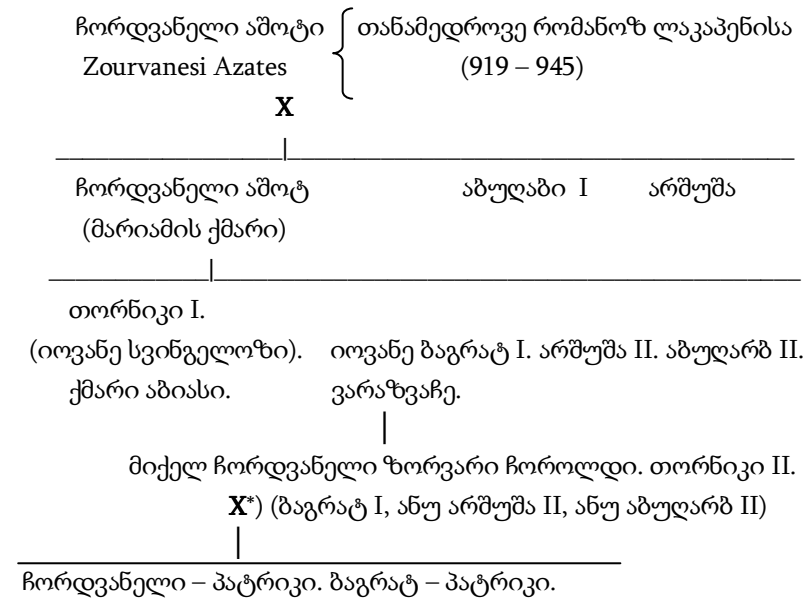 ჩორდვანელი აშოტი { თანამედროვე რომანოზ ლაკაპენისა
Zourvanesi Azates (919 – 945)
X
ჩორდვანელი აშოტ აბუღაბი I არშუშა
(მარიამის ქმარი)
თორნიკი I.
(იოვანე სვინგელოზი). იოვანე ბაგრატ I. არშუშა II. აბუღარბ II.
ქმარი აბიასი. ვარაზვაჩე.
მიქელ ჩორდვანელი ზორვარი ჩოროლდი. თორნიკი II.
X*) (ბაგრატ I, ანუ არშუშა II, ანუ აბუღარბ II)
ჩორდვანელი – პატრიკი. ბაგრატ – პატრიკი.